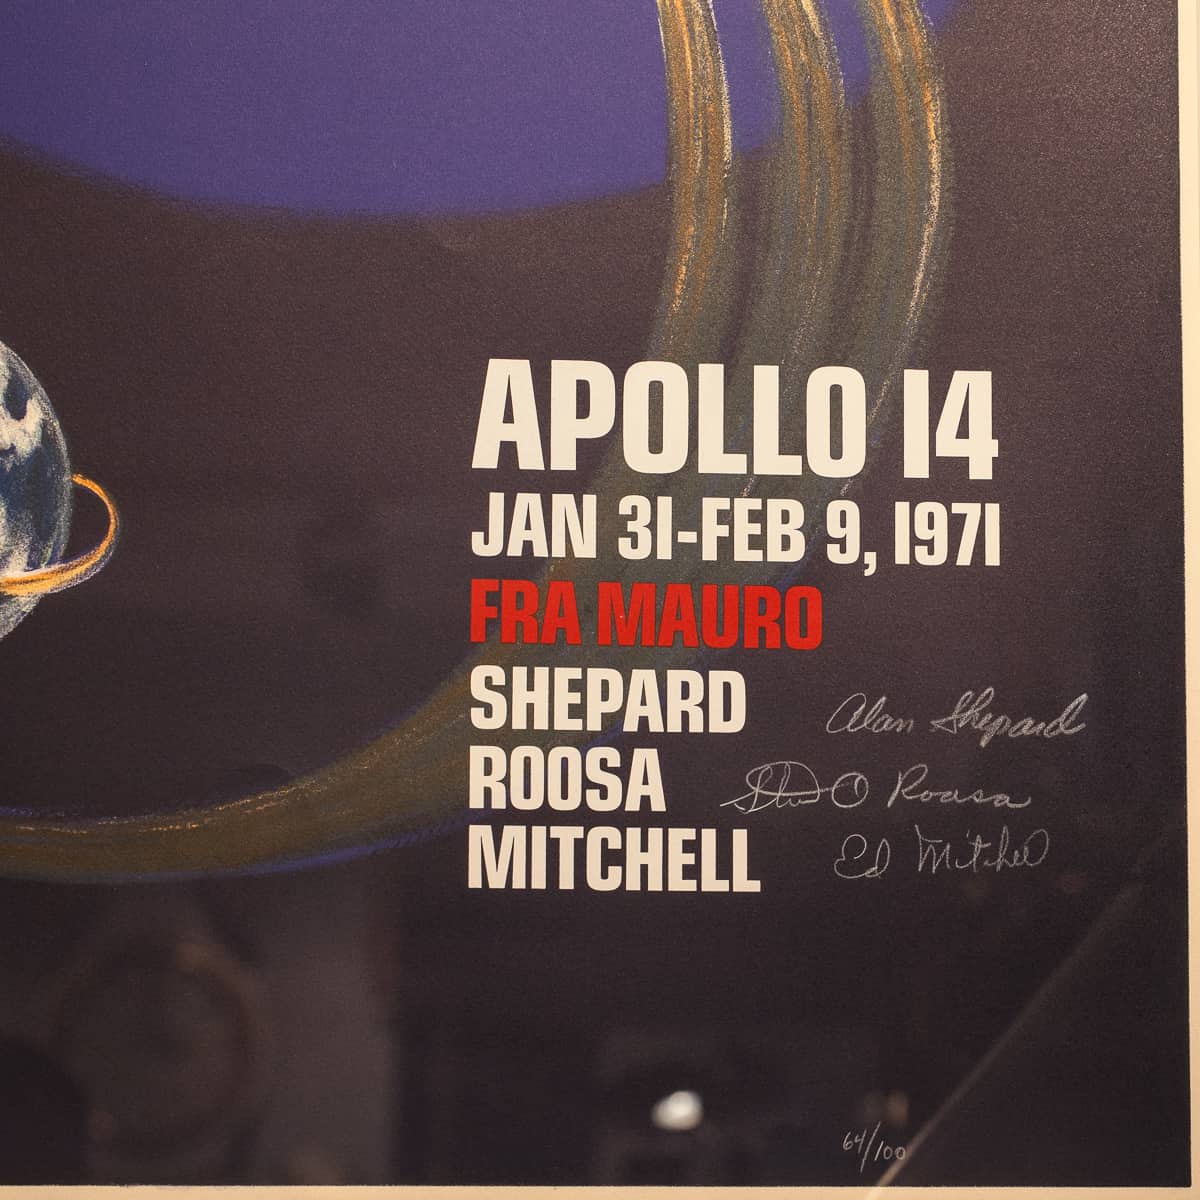 APOLLO 14
JAN 31-FEB 9, 1971
FRA MAURO
SHEPARD
Alan Shepard
ROOSA
Stuart Roosa
MITCHELL
Ed Mitchell
64/100